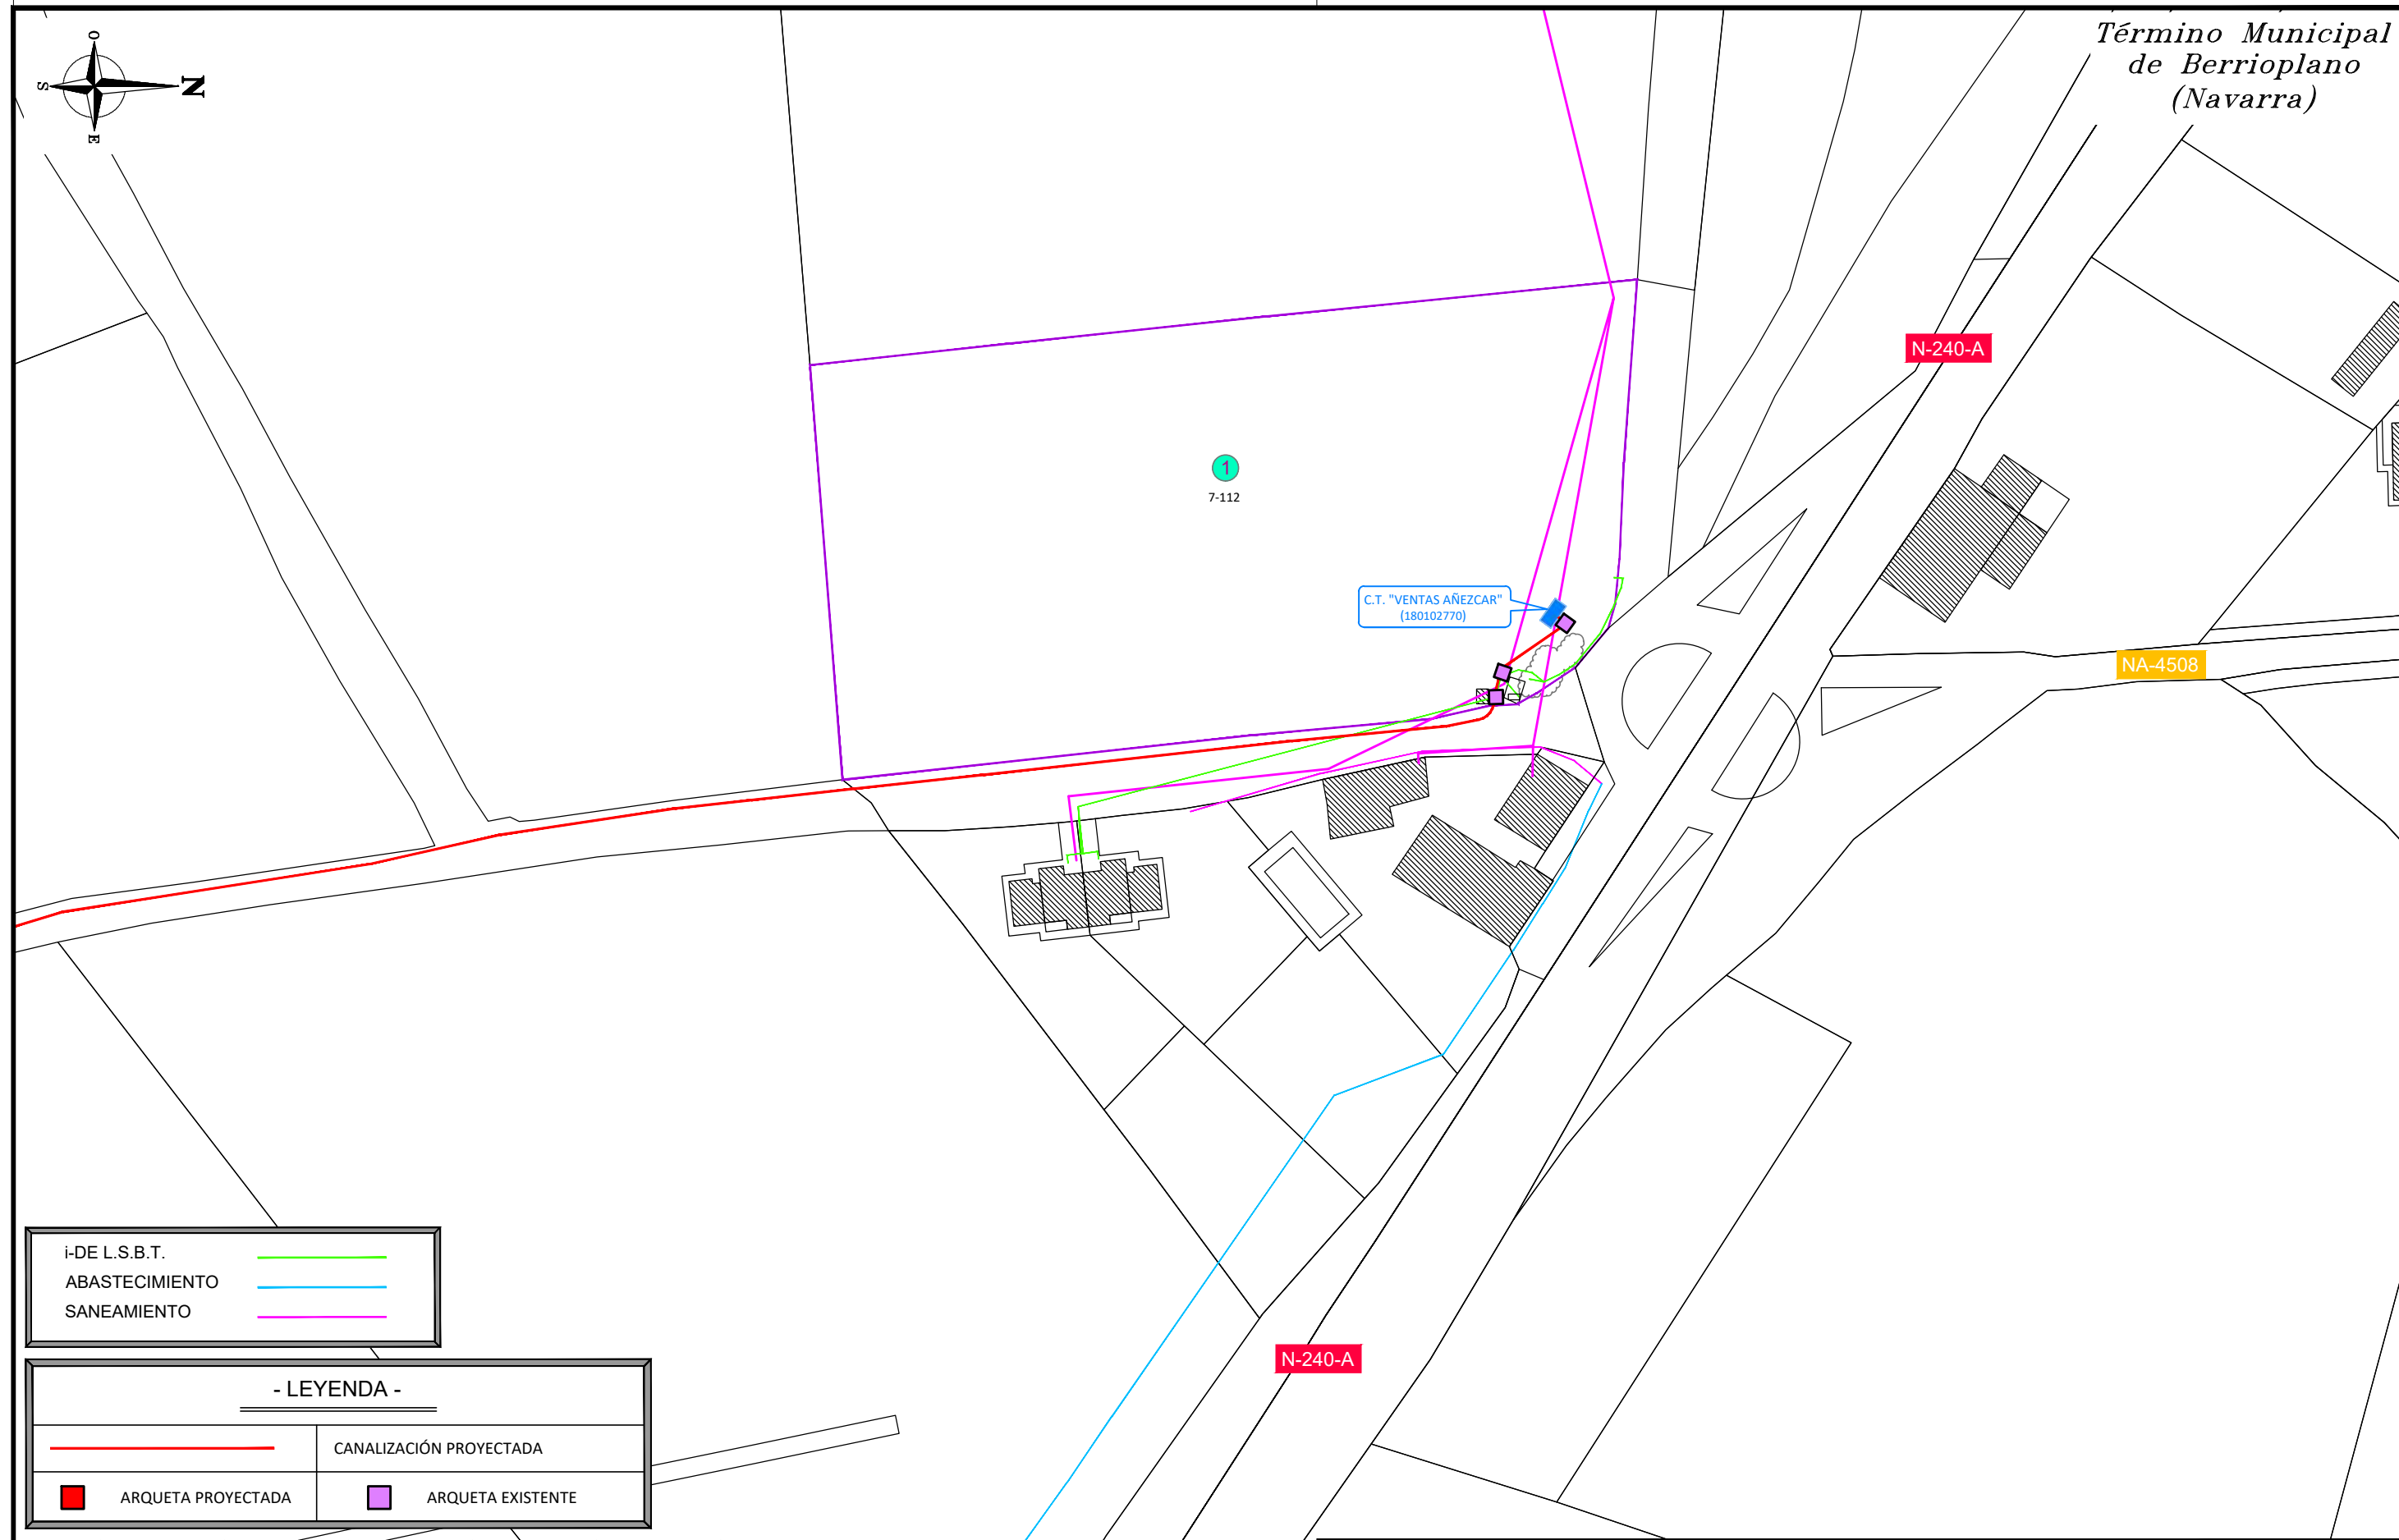 Término Municipal
de Berrioplano
(Navarra)
O
S
N
E
N-240-A
1
7-112
C.T. "VENTAS AÑEZCAR"
(180102770)
NA-4508
i-DE L.S.B.T.
ABASTECIMIENTO
SANEAMIENTO
N-240-A
- LEYENDA -
CANALIZACIÓN PROYECTADA
ARQUETA PROYECTADA
ARQUETA EXISTENTE